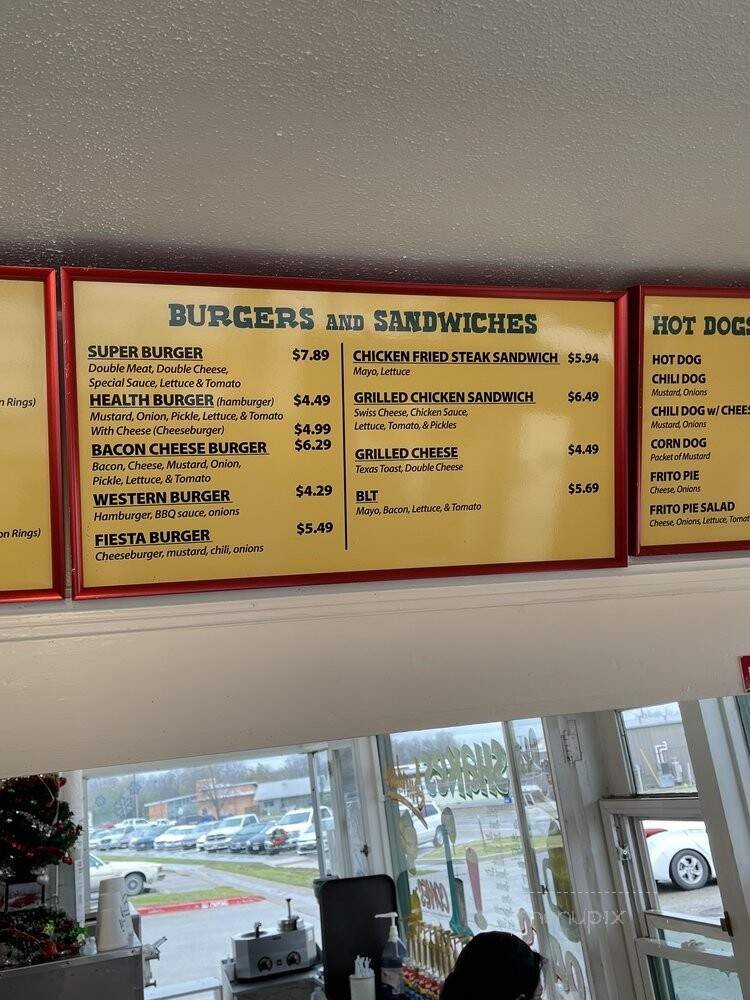 n Rings)
on Rings)
BURGERS AND SANDWICHES
SUPER BURGER $7.89
Double Meat, Double Cheese,
Special Sauce, Lettuce & Tomato
HEALTH BURGER (hamburger) $4.49
Mustard, Onion, Pickle, Lettuce, & Tomato
With Cheese (Cheeseburger) $4.99
BACON CHEESE BURGER $6.29
Bacon, Cheese, Mustard, Onion,
Pickle, Lettuce, & Tomato
WESTERN BURGER $4.29
Hamburger, BBQ sauce, onions
FIESTA BURGER $5.49
Cheeseburger, mustard, chili, onions
CHICKEN FRIED STEAK SANDWICH $5.94
Mayo, Lettuce
GRILLED CHICKEN SANDWICH $6.49
Swiss Cheese, Chicken Sauce,
Lettuce, Tomato, & Pickles
GRILLED CHEESE $4.49
Texas Toast, Double Cheese
BLT $5.69
Mayo, Bacon, Lettuce, & Tomato
HOT DOGS
HOT DOG
CHILI DOG
Mustard, Onions
CHILI DOG w/ CHEES
Mustard, Onions
CORN DOG
Packet of Mustard
FRITO PIE
Cheese, Onions
FRITO PIE SALAD
Cheese, Onions, Lettuce, Tomat
SHAKES
CONES
menupix